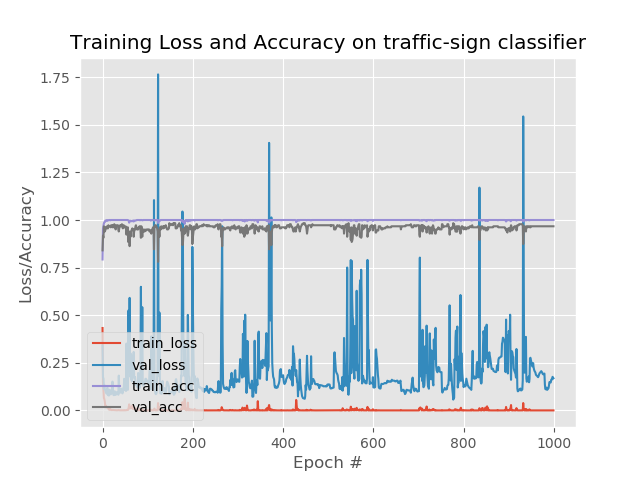 Training Loss and Accuracy on traffic-sign classifier
Loss/Accuracy
1.75
1.50
1.25
1.00
0.75
0.50
0.25
0.00
train_loss
val_loss
train_acc
val_acc
0 200 400 600 800 1000
Epoch #